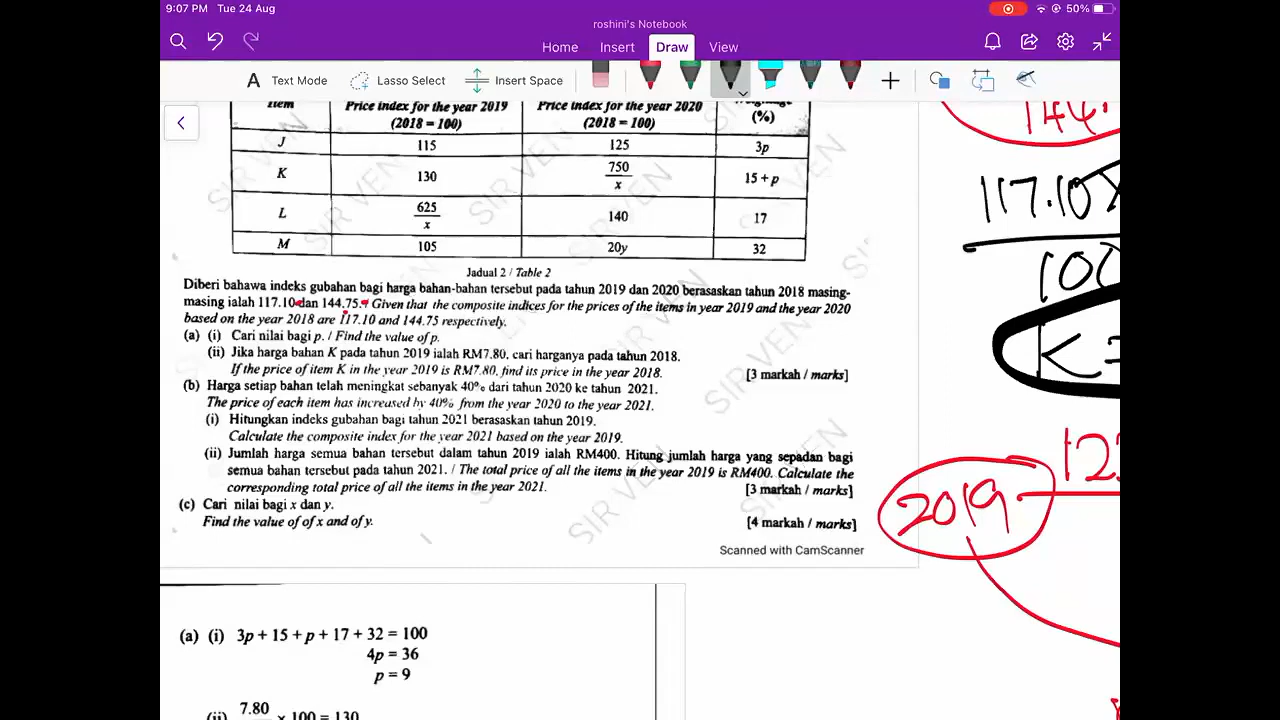 9:07 PM Tue 24 Aug
50%
roshini's Notebook
Home Insert Draw View
Text Mode Lasso Select Insert Space
Item Price index for the year 2019 (2018 = 100) Price index for the year 2020 (2018 = 100) Weightage (%)
J 115 125 3p
K 130 750/x 15 + p
L 625/x 140 17
M 105 20y 32
Jadual 2 / Table 2
Diberi bahawa indeks gubahan bagi harga bahan-bahan tersebut pada tahun 2019 dan 2020 berasaskan tahun 2018 masing-
masing ialah 117.10 dan 144.75. Given that the composite indices for the prices of the items in year 2019 and the year 2020
based on the year 2018 are 117.10 and 144.75 respectively.
(a) (i) Cari nilai bagi p. / Find the value of p.
(ii) Jika harga bahan K pada tahun 2019 ialah RM7.80, cari harganya pada tahun 2018.
If the price of item K in the year 2019 is RM7.80, find its price in the year 2018.
[3 markah / marks]
(b) Harga setiap bahan telah meningkat sebanyak 40% dari tahun 2020 ke tahun 2021.
The price of each item has increased by 40% from the year 2020 to the year 2021.
(i) Hitungkan indeks gubahan bagi tahun 2021 berasaskan tahun 2019.
Calculate the composite index for the year 2021 based on the year 2019.
(ii) Jumlah harga semua bahan tersebut dalam tahun 2019 ialah RM400. Hitung jumlah harga yang sepadan bagi
semua bahan tersebut pada tahun 2021. / The total price of all the items in the year 2019 is RM400. Calculate the
corresponding total price of all the items in the year 2021.
[3 markah / marks]
(c) Cari nilai bagi x dan y.
Find the value of of x and of y.
[4 markah / marks]
Scanned with CamScanner
SIR VEN
(a) (i) 3p + 15 + p + 17 + 32 = 100
4p = 36
p = 9
(ii) 7.80 × 100 = 130
144.
117.10
100
K =
2019
12